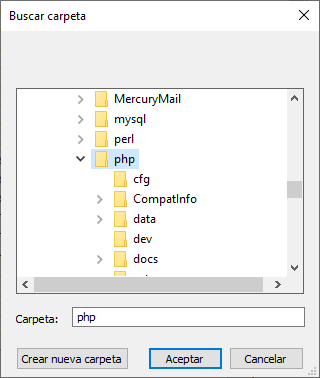 Buscar carpeta
MercuryMail
mysql
perl
php
cfg
CompatInfo
data
dev
docs
Carpeta: php
Crear nueva carpeta Aceptar Cancelar